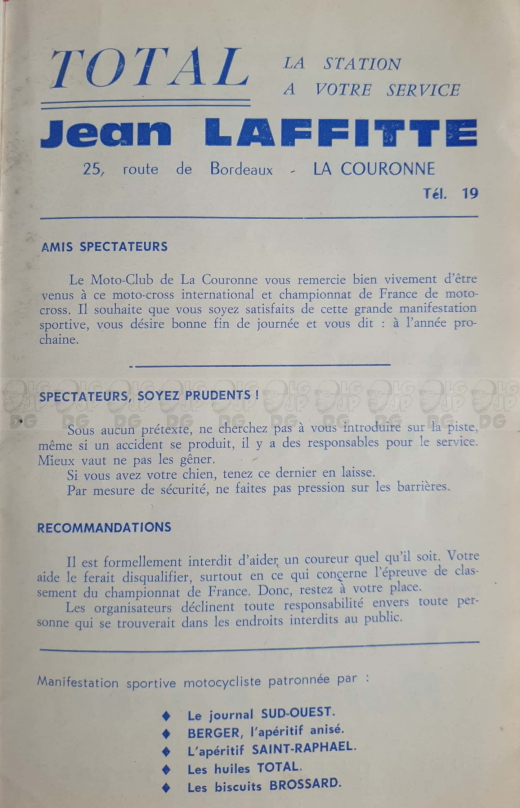 TOTAL
LA STATION
A VOTRE SERVICE
Jean LAFFITTE
25, route de Bordeaux - LA COURONNE
Tél. 19
AMIS SPECTATEURS
Le Moto-Club de La Couronne vous remercie bien vivement d'être
venus à ce moto-cross international et championnat de France de moto-
cross. Il souhaite que vous soyez satisfaits de cette grande manifestation
sportive, vous désire bonne fin de journée et vous dit : à l'année pro-
chaine.
SPECTATEURS, SOYEZ PRUDENTS !
Sous aucun prétexte, ne cherchez pas à vous introduire sur la piste,
même si un accident se produit, il y a des responsables pour le service.
Mieux vaut ne pas les gêner.
Si vous avez votre chien, tenez ce dernier en laisse.
Par mesure de sécurité, ne faites pas pression sur les barrières.
RECOMMANDATIONS
Il est formellement interdit d'aider un coureur quel qu'il soit. Votre
aide le ferait disqualifier, surtout en ce qui concerne l'épreuve de clas-
sement du championnat de France. Donc, restez à votre place.
Les organisateurs déclinent toute responsabilité envers toute per-
sonne qui se trouverait dans les endroits interdits au public.
Manifestation sportive motocycliste patronnée par :
♦ Le journal SUD-OUEST.
♦ BERGER, l'apéritif anisé.
♦ L'apéritif SAINT-RAPHAEL.
♦ Les huiles TOTAL.
♦ Les biscuits BROSSARD.